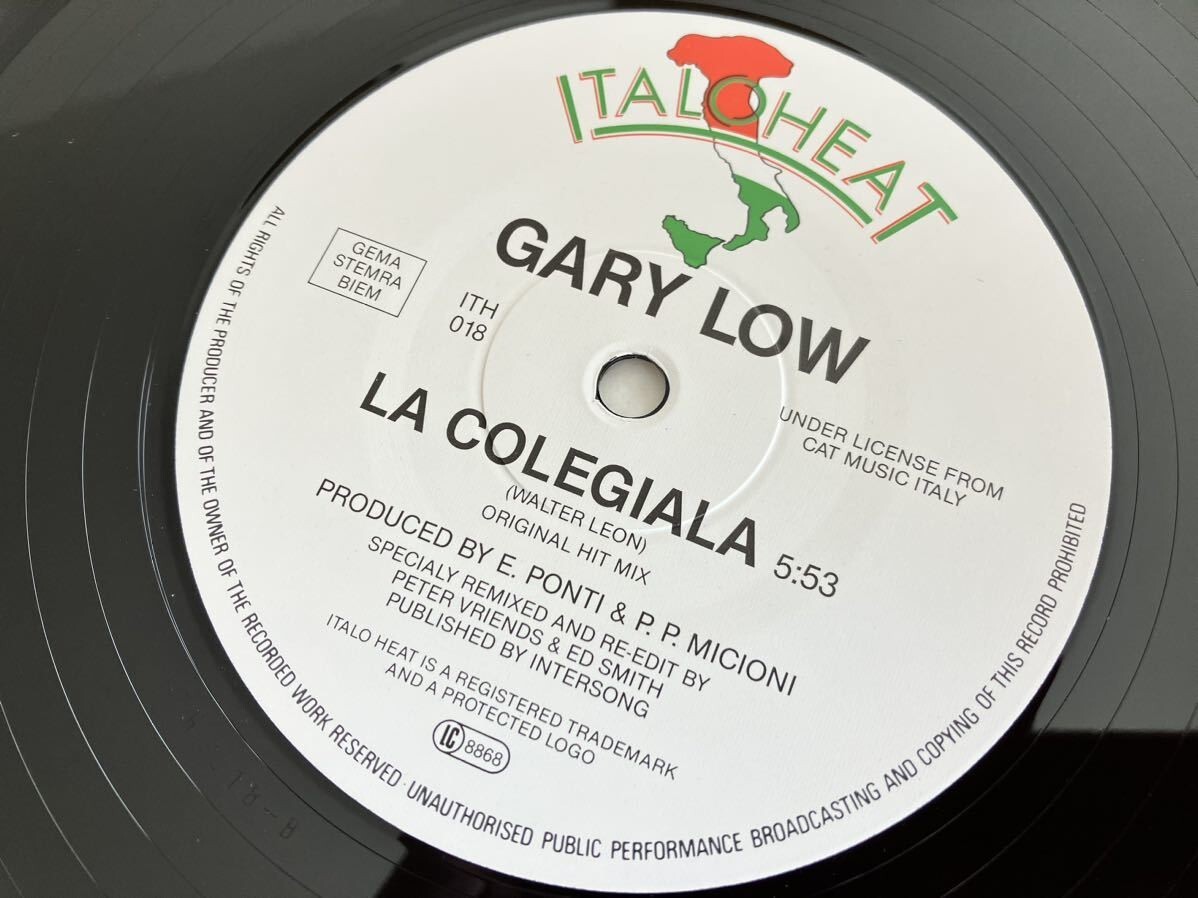 ITALOHEAT
GARY LOW
GEMA
STEMRA
BIEM
ITH
018
UNDER LICENSE FROM
CAT MUSIC ITALY
LA COLEGIALA 5:53
(WALTER LEON)
ORIGINAL HIT MIX
PRODUCED BY E. PONTI & P. P. MICIONI
SPECIALY REMIXED AND RE-EDIT BY
PETER VRIENDS & ED SMITH
PUBLISHED BY INTERSONG
ITALO HEAT IS A REGISTERED TRADEMARK
AND A PROTECTED LOGO
LC 8868
ALL RIGHTS OF THE PRODUCER AND OF THE OWNER OF THE RECORDED WORK RESERVED · UNAUTHORISED PUBLIC PERFORMANCE BROADCASTING AND COPYING OF THIS RECORD PROHIBITED